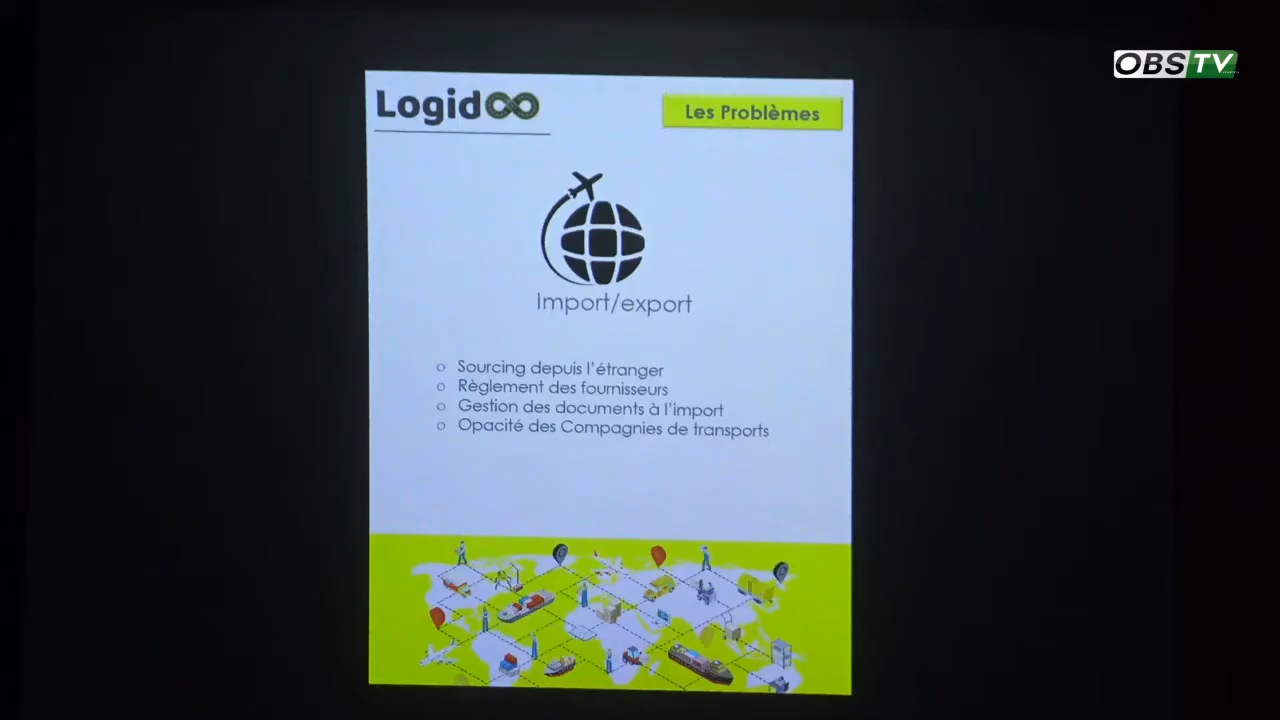 OBSTV
Logidoo
Les Problèmes
Import/export
Sourcing depuis l'étranger
Règlement des fournisseurs
Gestion des documents à l'import
Opacité des Compagnies de transports